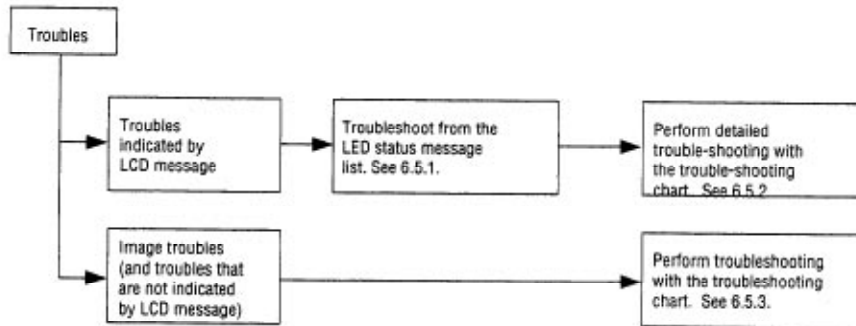 Troubles
Troubles
indicated by
LCD message
Troubleshoot from the
LED status message
list. See 6.5.1.
Perform detailed
trouble-shooting with
the trouble-shooting
chart. See 6.5.2
Image troubles
(and troubles that
are not indicated
by LCD message)
Perform troubleshooting
with the troubleshooting
chart. See 6.5.3.